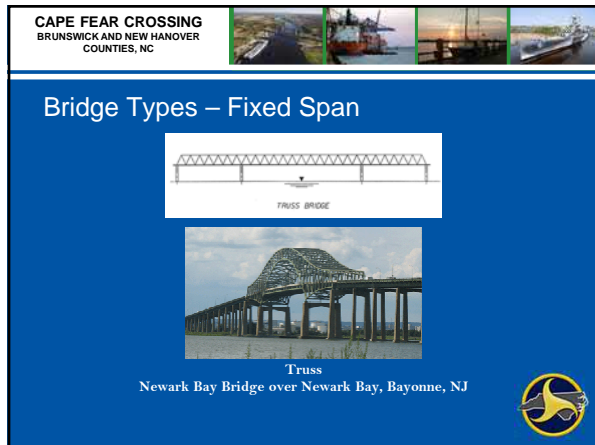 CAPE FEAR CROSSING
BRUNSWICK AND NEW HANOVER
COUNTIES, NC
Bridge Types – Fixed Span
TRUSS BRIDGE
Truss
Newark Bay Bridge over Newark Bay, Bayonne, NJ